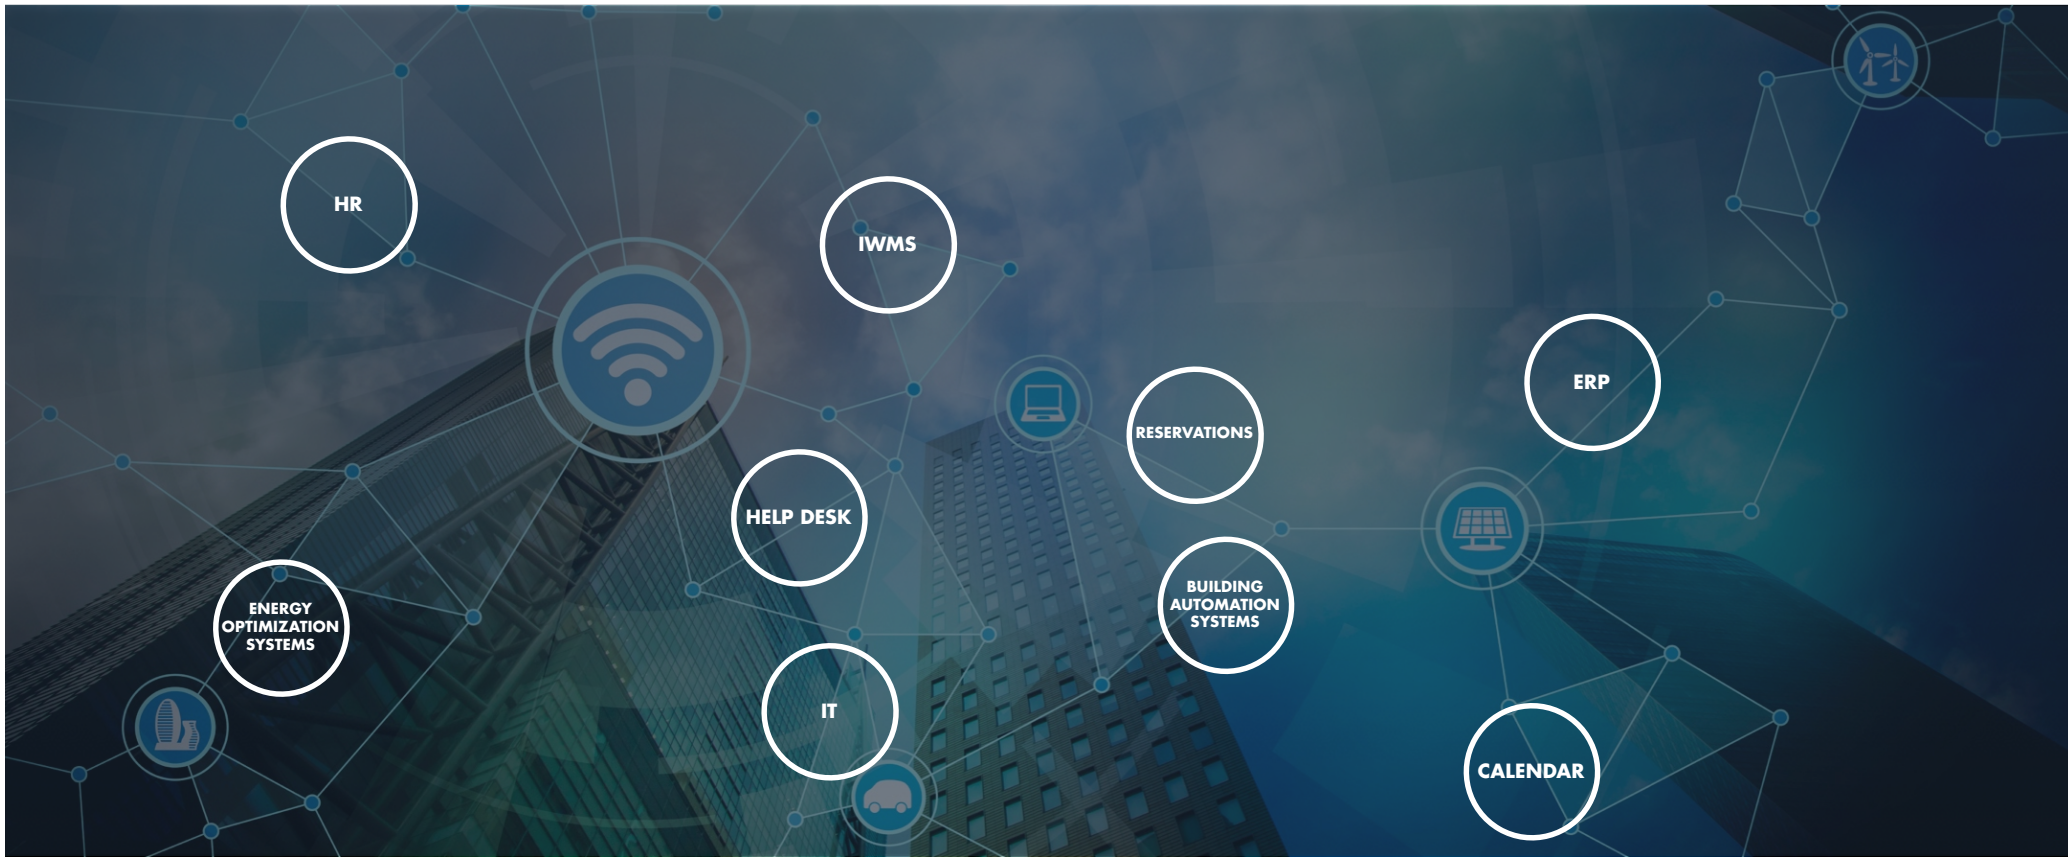 HR
IWMS
ERP
RESERVATIONS
HELP DESK
BUILDING
AUTOMATION
SYSTEMS
ENERGY
OPTIMIZATION
SYSTEMS
IT
CALENDAR